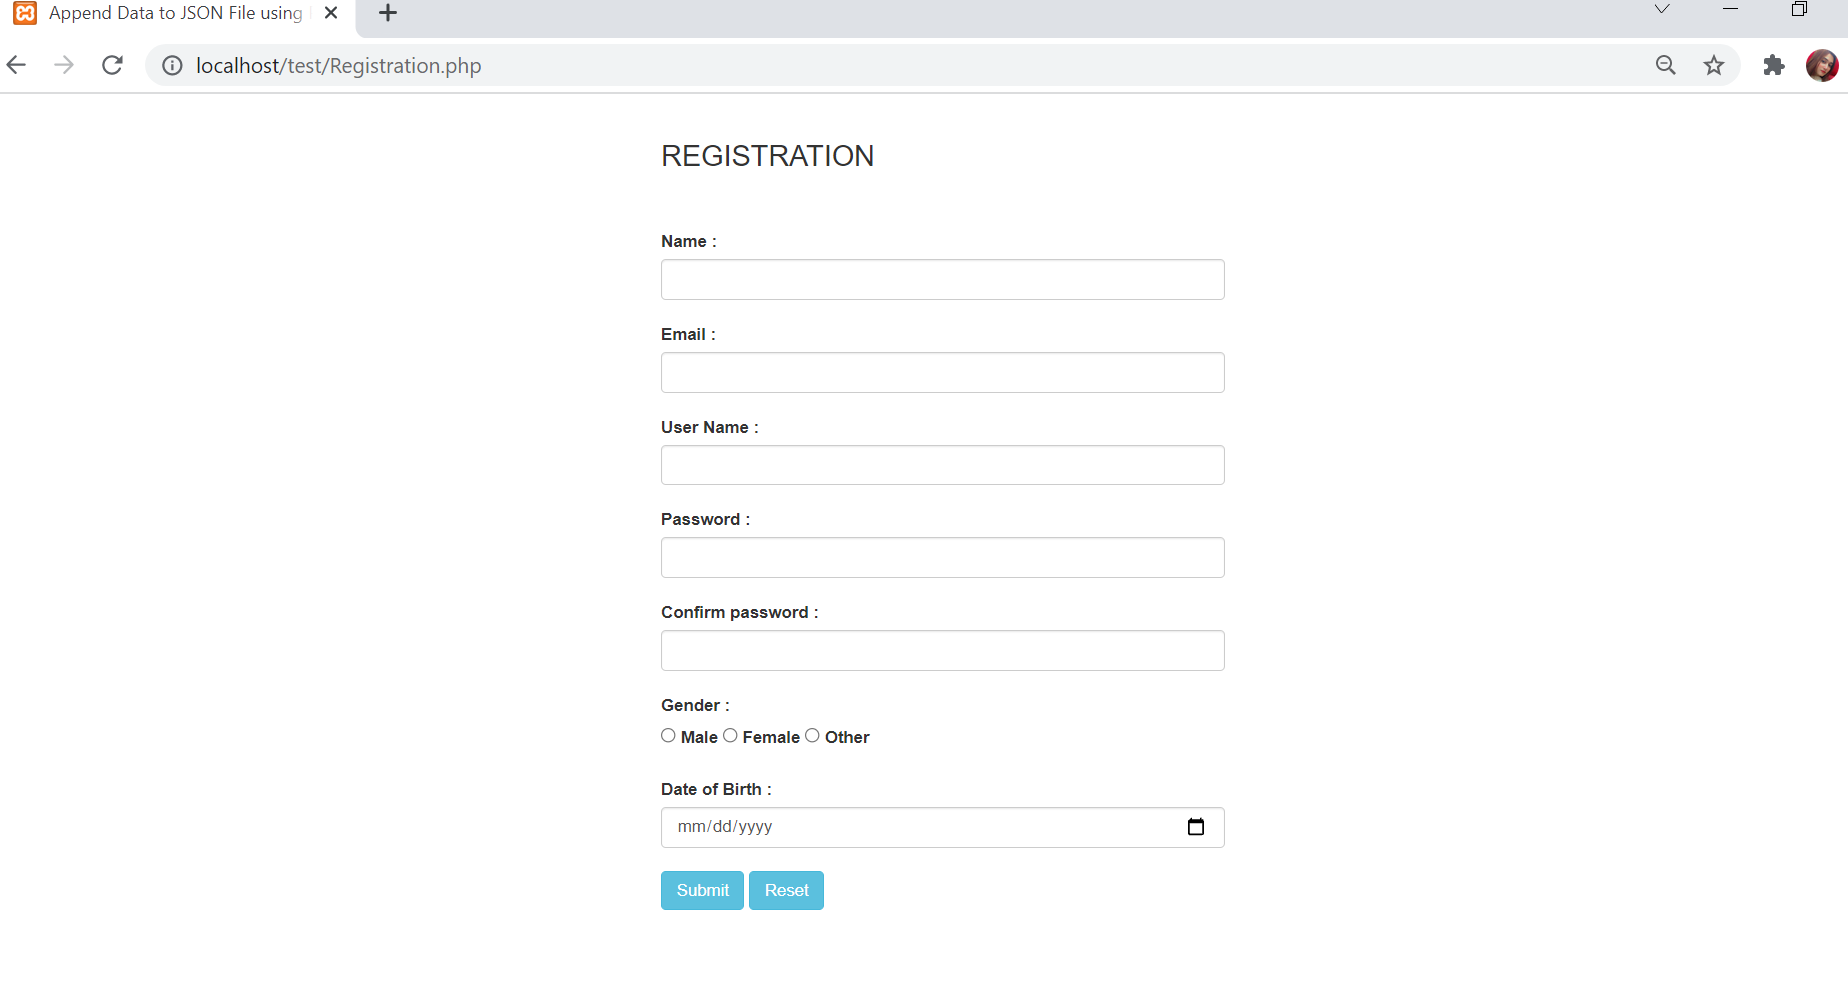 Append Data to JSON File using
localhost/test/Registration.php
REGISTRATION
Name :
Email :
User Name :
Password :
Confirm password :
Gender :
Male Female Other
Date of Birth :
mm/dd/yyyy
Submit Reset